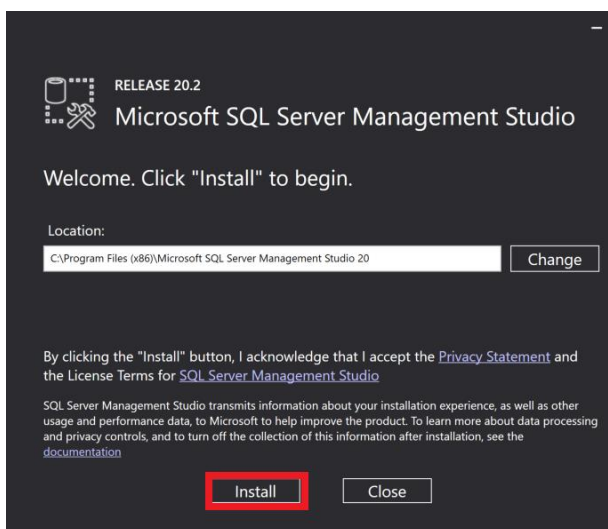 RELEASE 20.2
Microsoft SQL Server Management Studio
Welcome. Click "Install" to begin.
Location:
C:\Program Files (x86)\Microsoft SQL Server Management Studio 20
Change
By clicking the "Install" button, I acknowledge that I accept the Privacy Statement and
the License Terms for SQL Server Management Studio
SQL Server Management Studio transmits information about your installation experience, as well as other
usage and performance data, to Microsoft to help improve the product. To learn more about data processing
and privacy controls, and to turn off the collection of this information after installation, see the
documentation
Install
Close